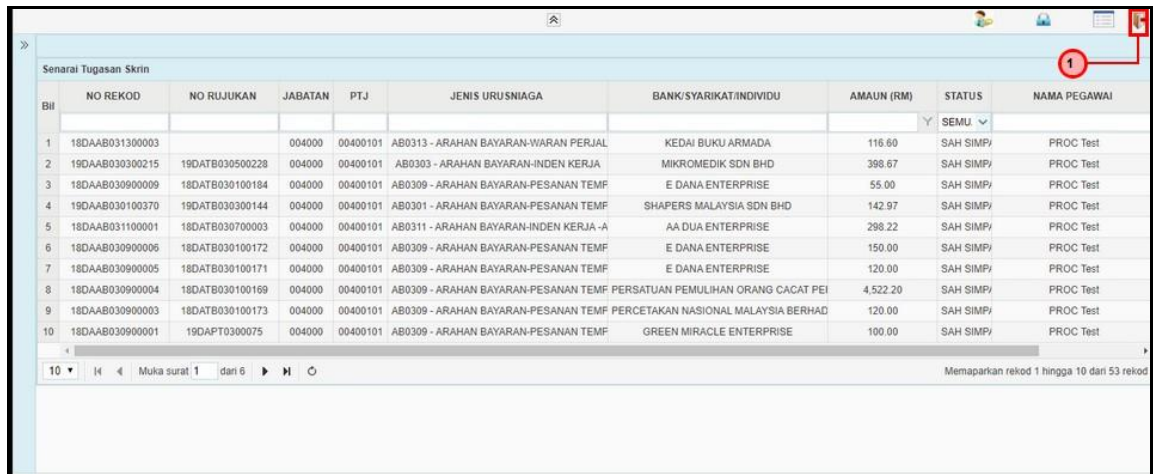 1
Senarai Tugasan Skrin
Bil NO REKOD NO RUJUKAN JABATAN PTJ JENIS URUSNIAGA BANK/SYARIKAT/INDIVIDU AMAUN (RM) STATUS NAMA PEGAWAI
SEMU.
1 18DAAB031300003 004000 00400101 AB0313 - ARAHAN BAYARAN-WARAN PERJAL KEDAI BUKU ARMADA 116.60 SAH SIMP PROC Test
2 19DAAB030300215 19DATB030500228 004000 00400101 AB0303 - ARAHAN BAYARAN-INDEN KERJA MIKROMEDIK SDN BHD 398.67 SAH SIMP PROC Test
3 18DAAB030900009 18DATB030100184 004000 00400101 AB0309 - ARAHAN BAYARAN-PESANAN TEMP E DANA ENTERPRISE 55.00 SAH SIMP PROC Test
4 19DAAB030100370 19DATB030300144 004000 00400101 AB0301 - ARAHAN BAYARAN-PESANAN TEMP SHAPERS MALAYSIA SDN BHD 142.97 SAH SIMP PROC Test
5 18DAAB031100001 18DATB030700003 004000 00400101 AB0311 - ARAHAN BAYARAN-INDEN KERJA -A AA DUA ENTERPRISE 298.22 SAH SIMP PROC Test
6 18DAAB030900006 18DATB030100172 004000 00400101 AB0309 - ARAHAN BAYARAN-PESANAN TEMP E DANA ENTERPRISE 150.00 SAH SIMP PROC Test
7 18DAAB030900005 18DATB030100171 004000 00400101 AB0309 - ARAHAN BAYARAN-PESANAN TEMP E DANA ENTERPRISE 120.00 SAH SIMP PROC Test
8 18DAAB030900004 18DATB030100169 004000 00400101 AB0309 - ARAHAN BAYARAN-PESANAN TEMP PERSATUAN PEMULIHAN ORANG CACAT PEI 4,522.20 SAH SIMP PROC Test
9 18DAAB030900003 18DATB030100173 004000 00400101 AB0309 - ARAHAN BAYARAN-PESANAN TEMP PERCETAKAN NASIONAL MALAYSIA BERHAD 120.00 SAH SIMP PROC Test
10 18DAAB030900001 19DAPT0300075 004000 00400101 AB0309 - ARAHAN BAYARAN-PESANAN TEMP GREEN MIRACLE ENTERPRISE 100.00 SAH SIMP PROC Test
10 Muka surat 1 dari 6 Memaparkan rekod 1 hingga 10 dari 53 rekod